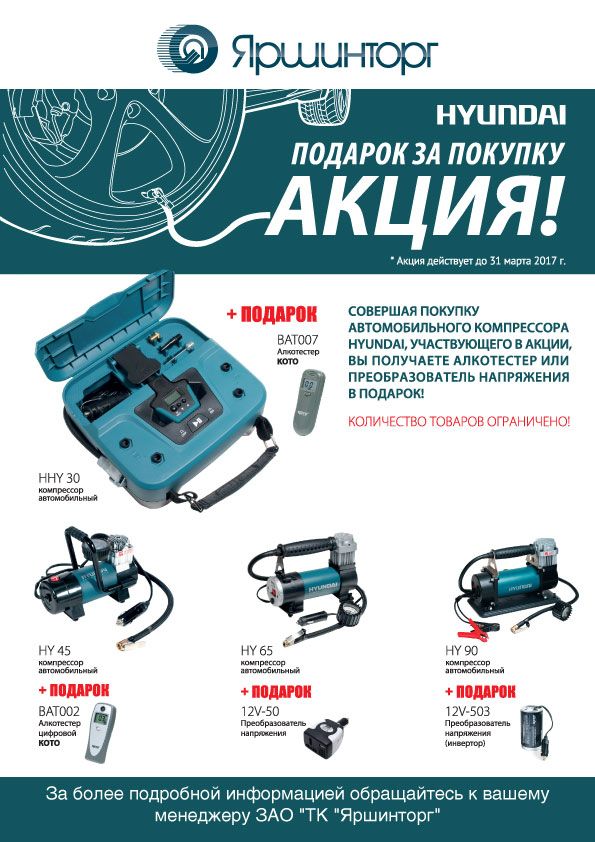 Яршинторг
HYUNDAI
ПОДАРОК ЗА ПОКУПКУ
АКЦИЯ!
* Акция действует до 31 марта 2017 г.
+ ПОДАРОК
BAT007
Алкотестер
КОТО
СОВЕРШАЯ ПОКУПКУ
АВТОМОБИЛЬНОГО КОМПРЕССОРА
HYUNDAI, УЧАСТВУЮЩЕГО В АКЦИИ,
ВЫ ПОЛУЧАЕТЕ АЛКОТЕСТЕР ИЛИ
ПРЕОБРАЗОВАТЕЛЬ НАПРЯЖЕНИЯ
В ПОДАРОК!
КОЛИЧЕСТВО ТОВАРОВ ОГРАНИЧЕНО!
HHY 30
компрессор
автомобильный
HYUNDAI
HYUNDAI
HYUNDAI
HY 45
компрессор
автомобильный
HY 65
компрессор
автомобильный
HY 90
компрессор
автомобильный
+ ПОДАРОК
BAT002
Алкотестер
цифровой
КОТО
+ ПОДАРОК
12V-50
Преобразователь
напряжения
+ ПОДАРОК
12V-503
Преобразователь
напряжения
(инвертор)
За более подробной информацией обращайтесь к вашему
менеджеру ЗАО "ТК "Яршинторг"